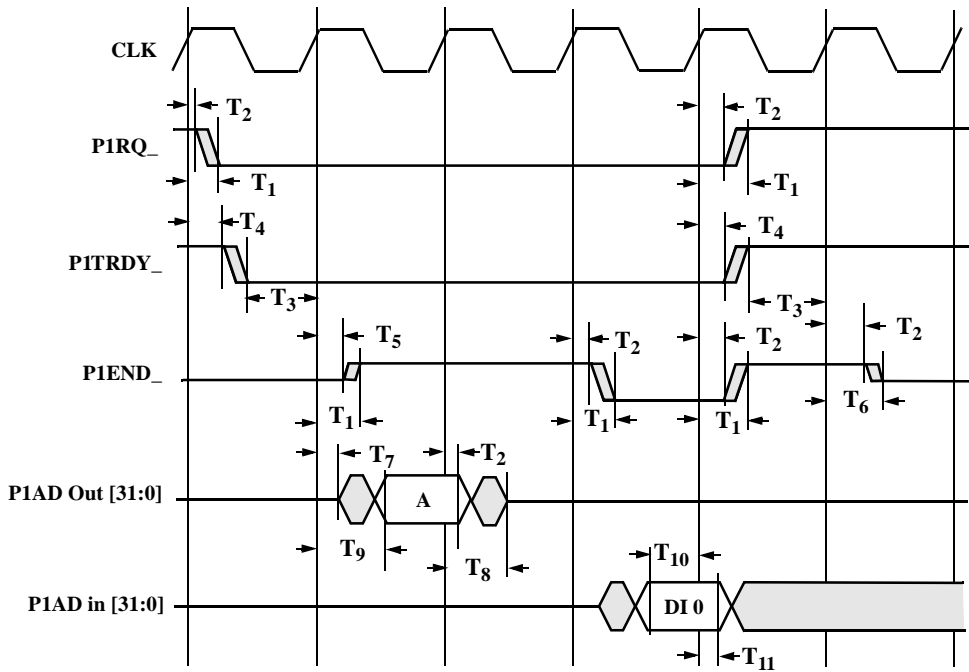 CLK
T2 T2
P1RQ_
T1 T1
T4 T4
P1TRDY_
T3 T3
T5 T2 T2 T2
P1END_
T1 T1 T1 T6
T7 T2
P1AD Out [31:0] A
T9 T8 T10
P1AD in [31:0] DI 0
T11